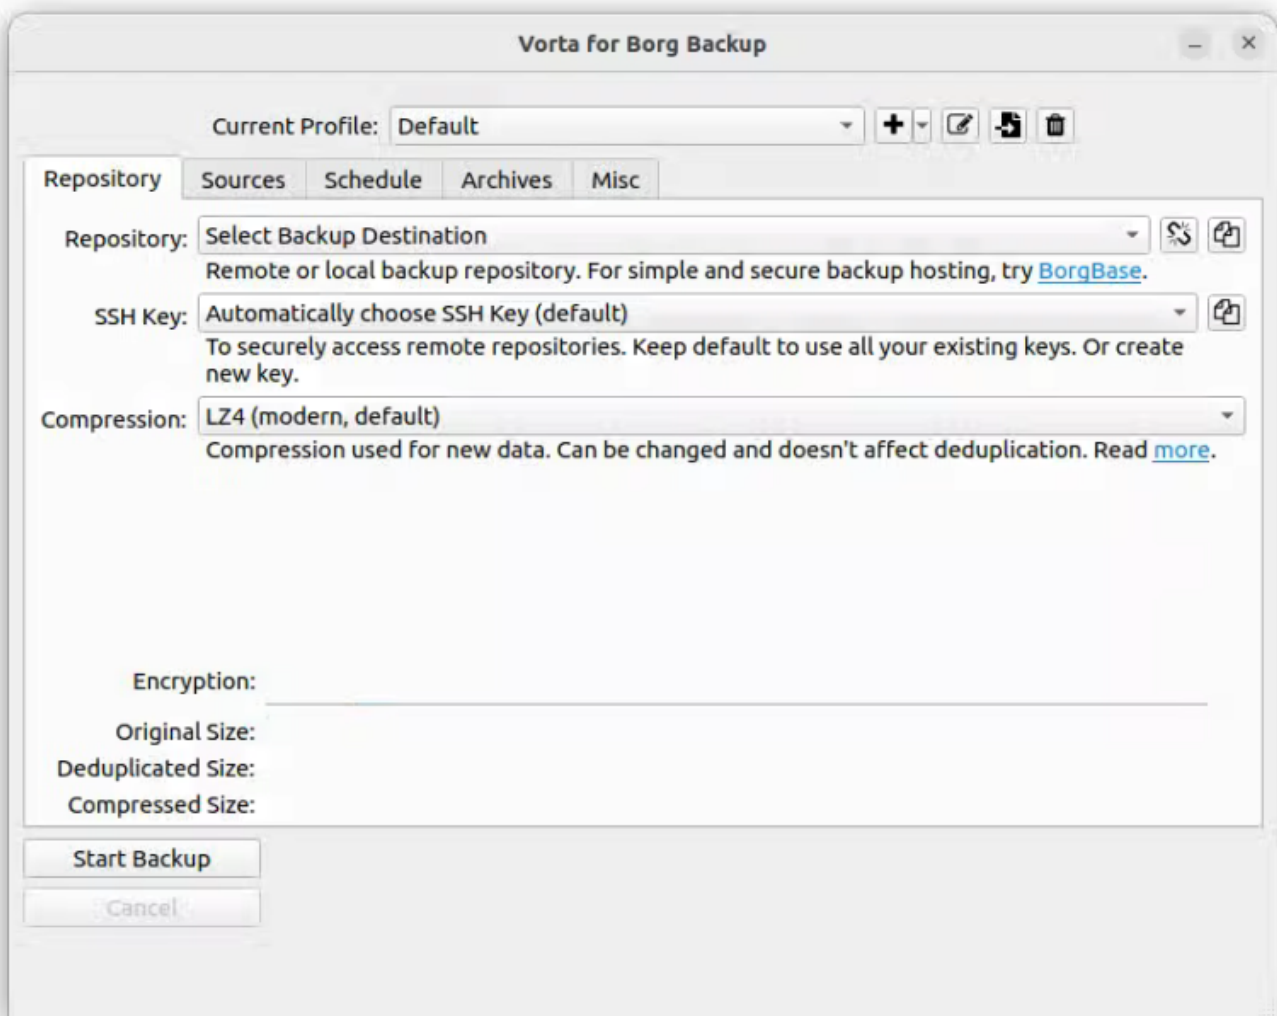 Vorta for Borg Backup
Current Profile: Default
Repository Sources Schedule Archives Misc
Repository: Select Backup Destination
Remote or local backup repository. For simple and secure backup hosting, try BorgBase.
SSH Key: Automatically choose SSH Key (default)
To securely access remote repositories. Keep default to use all your existing keys. Or create
new key.
Compression: LZ4 (modern, default)
Compression used for new data. Can be changed and doesn't affect deduplication. Read more.
Encryption:
Original Size:
Deduplicated Size:
Compressed Size:
Start Backup
Cancel